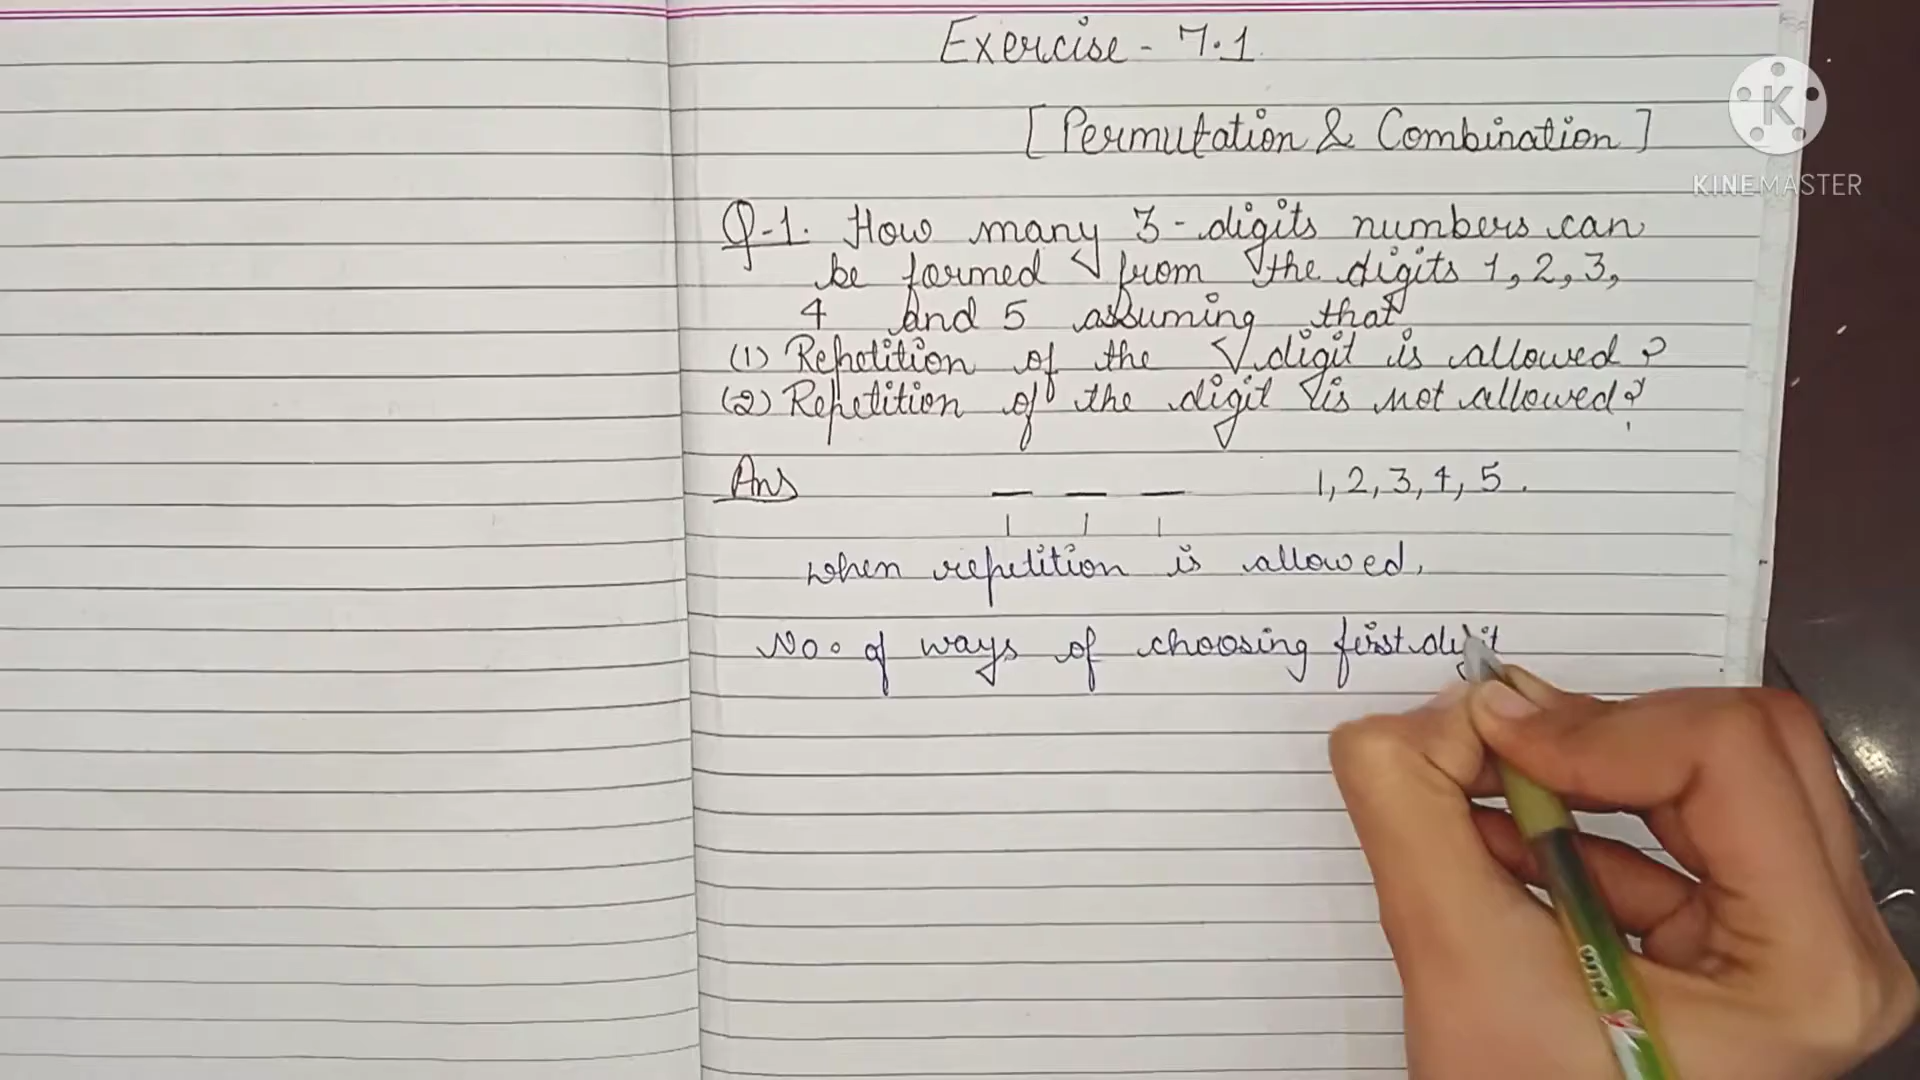 Exercise - 7.1
[Permutation & Combination]
K
KINEMASTER
Q-1. How many 3-digits numbers can
be formed from the digits 1, 2, 3,
4 and 5 assuming that
(1) Repetition of the digit is allowed?
(2) Repetition of the digit is not allowed?
Ans _ _ _ 1, 2, 3, 4, 5.
when repetition is allowed,
No. of ways of choosing first digit